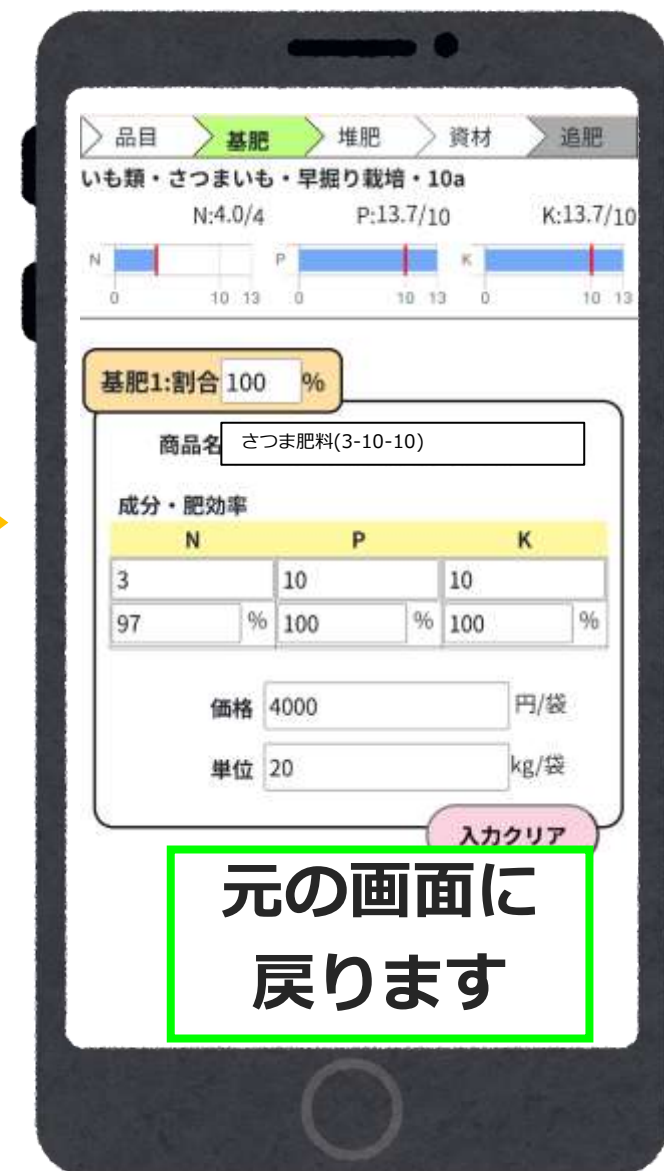 品目 基肥 堆肥 資材 追肥
いも類・さつまいも・早掘り栽培・10a
N:4.0/4 P:13.7/10 K:13.7/10
N P K
0 10 13 0 10 13 0 10 13
基肥1:割合 100 %
商品名 さつま肥料(3-10-10)
成分・肥効率
N P K
3 10 10
97 % 100 % 100 %
価格 4000 円/袋
単位 20 kg/袋
入力クリア
元の画面に
戻ります